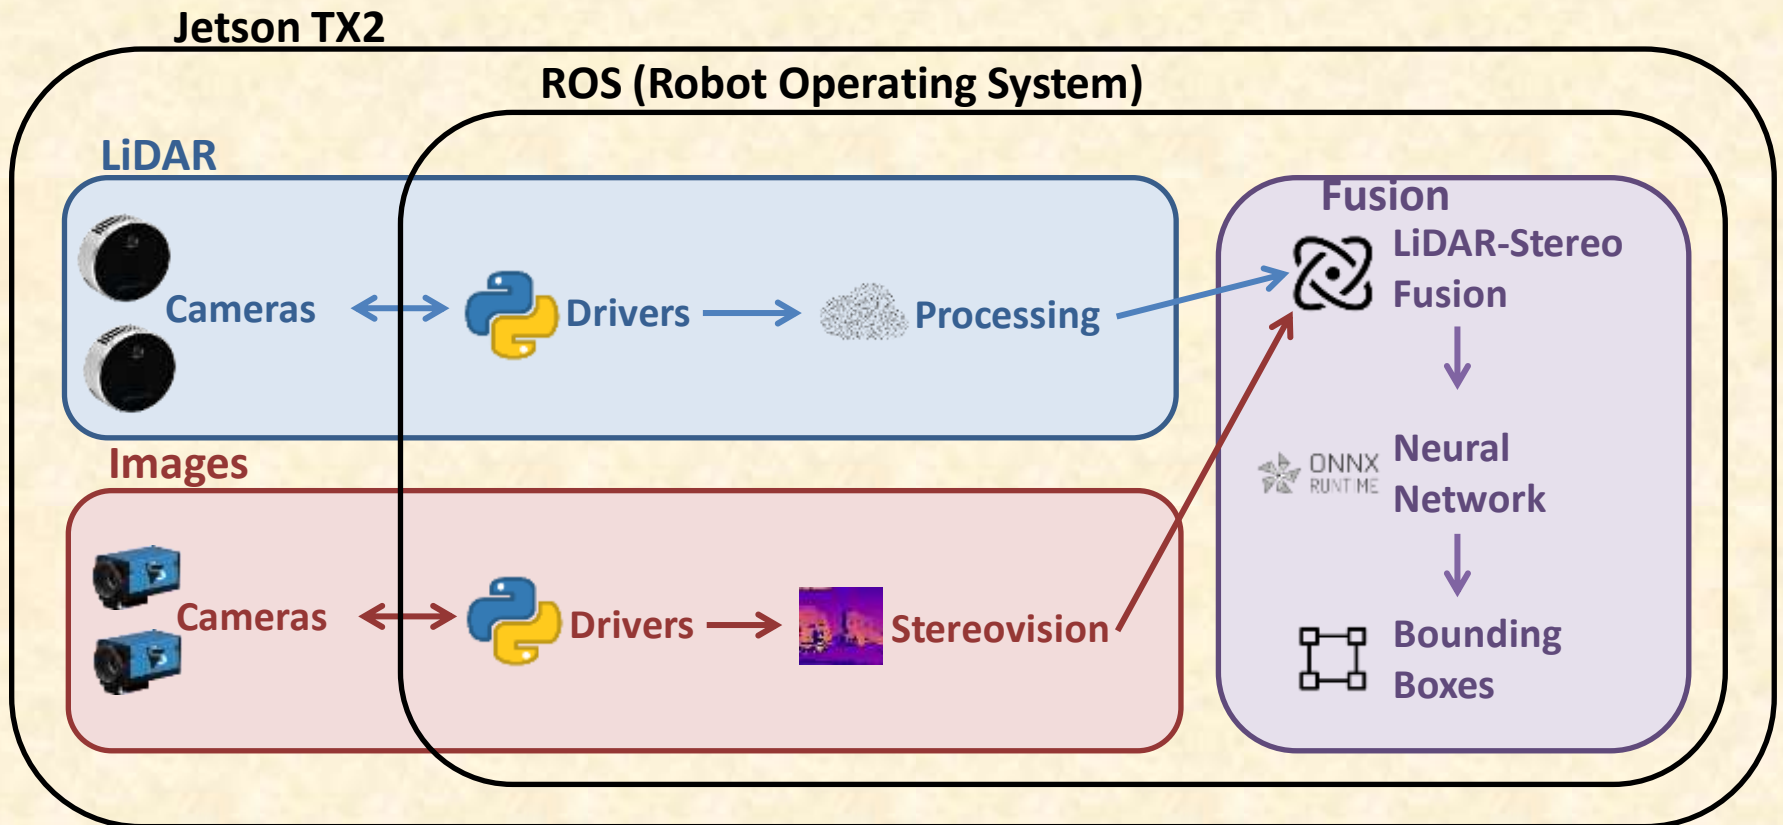 Jetson TX2
ROS (Robot Operating System)
LiDAR
Cameras
Drivers
Processing
Fusion
LiDAR-Stereo
Fusion
ONNX
RUNTIME
Neural
Network
Bounding
Boxes
Images
Cameras
Drivers
Stereovision